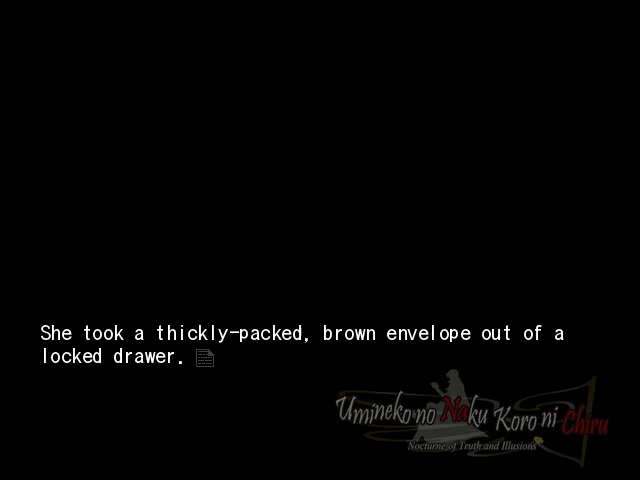 She took a thickly-packed, brown envelope out of a
locked drawer.
Umineko no Naku Koro ni Chiru
Nocturne of Truth and Illusions